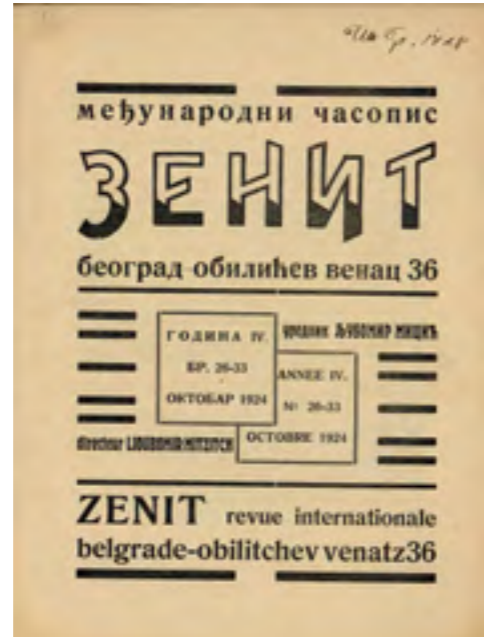 међународни часопис
ЗЕНИТ
београд-обилићев венац 36
уредник ЉУБОМИР МИЦИЋ
ГОДИНА IV.
БР. 26-33
ОКТОБАР 1924
ANNEE IV.
№ 26-33
OCTOBRE 1924
directeur LIOUBOMIR MITZITCH
ZENIT revue internationale
belgrade-obilitchev venatz36